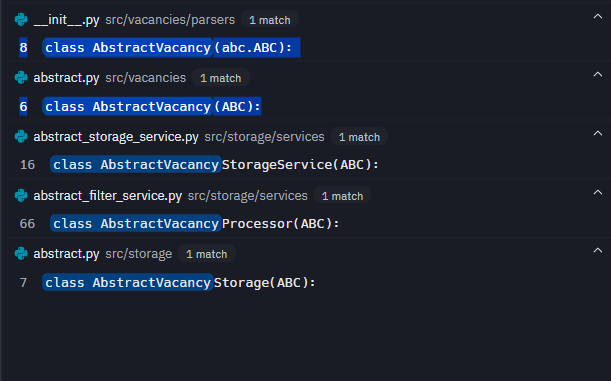 __init__.py src/vacancies/parsers 1 match
8 class AbstractVacancy(abc.ABC):
abstract.py src/vacancies 1 match
6 class AbstractVacancy(ABC):
abstract_storage_service.py src/storage/services 1 match
16 class AbstractVacancyStorageService(ABC):
abstract_filter_service.py src/storage/services 1 match
66 class AbstractVacancyProcessor(ABC):
abstract.py src/storage 1 match
7 class AbstractVacancyStorage(ABC):